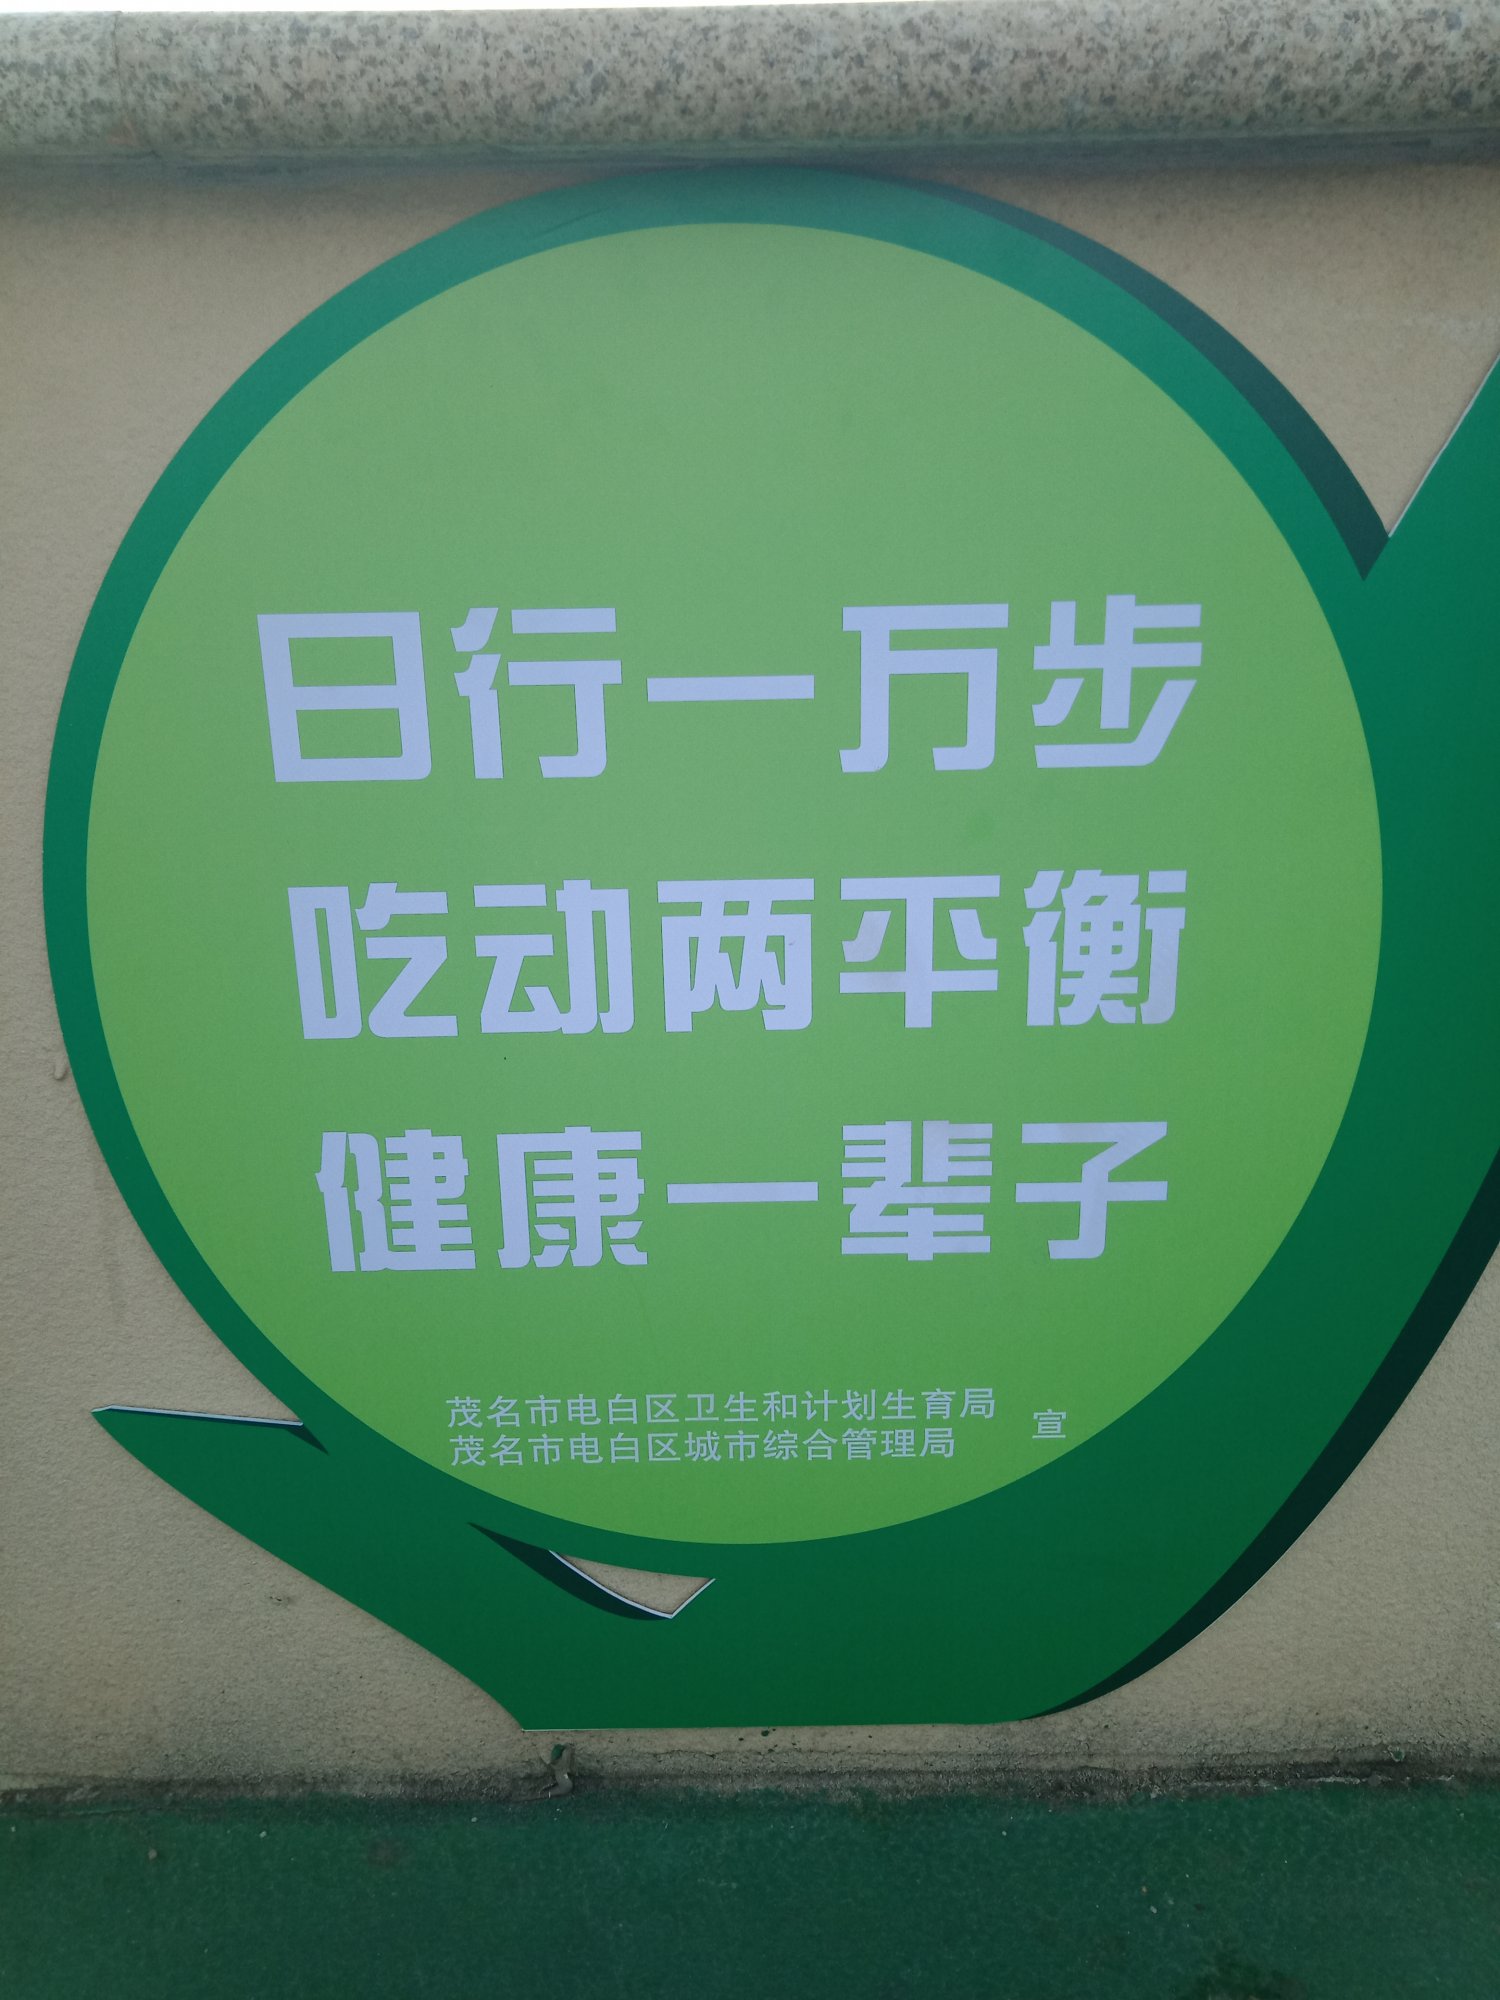 日行一万步
吃动两平衡
健康一辈子
茂名市电白区卫生和计划生育局
茂名市电白区城市综合管理局
宣